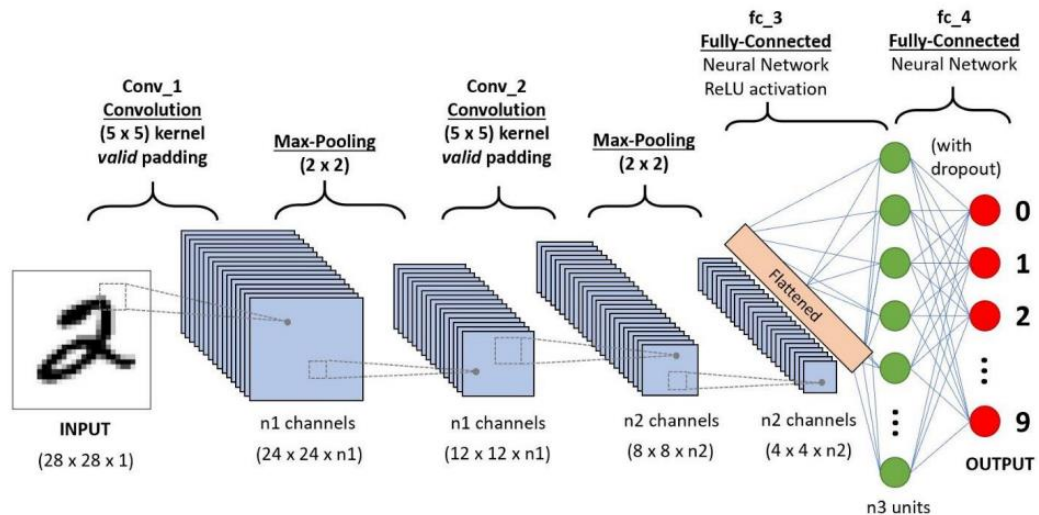 fc_3
Fully-Connected
Neural Network
ReLU activation
fc_4
Fully-Connected
Neural Network
Conv_1
Convolution
(5 x 5) kernel
valid padding
Max-Pooling
(2 x 2)
Conv_2
Convolution
(5 x 5) kernel
valid padding
Max-Pooling
(2 x 2)
(with
dropout)
Flattened
0
1
2
9
2
INPUT
(28 x 28 x 1)
n1 channels
(24 x 24 x n1)
n1 channels
(12 x 12 x n1)
n2 channels
(8 x 8 x n2)
n2 channels
(4 x 4 x n2)
OUTPUT
n3 units